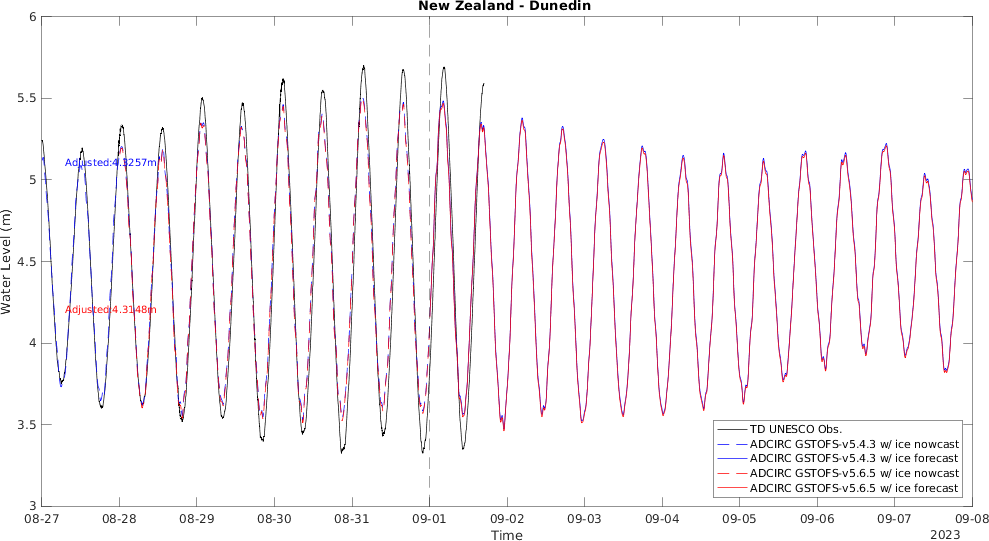 New Zealand - Dunedin
6
5.5
5
4.5
4
3.5
3
Water Level (m)
Adjusted:4.3257m
Adjusted:4.3148m
TD UNESCO Obs.
ADCIRC GSTOFS-v5.4.3 w/ ice nowcast
ADCIRC GSTOFS-v5.4.3 w/ ice forecast
ADCIRC GSTOFS-v5.6.5 w/ ice nowcast
ADCIRC GSTOFS-v5.6.5 w/ ice forecast
08-27 08-28 08-29 08-30 08-31 09-01 09-02 09-03 09-04 09-05 09-06 09-07 09-08
Time
2023